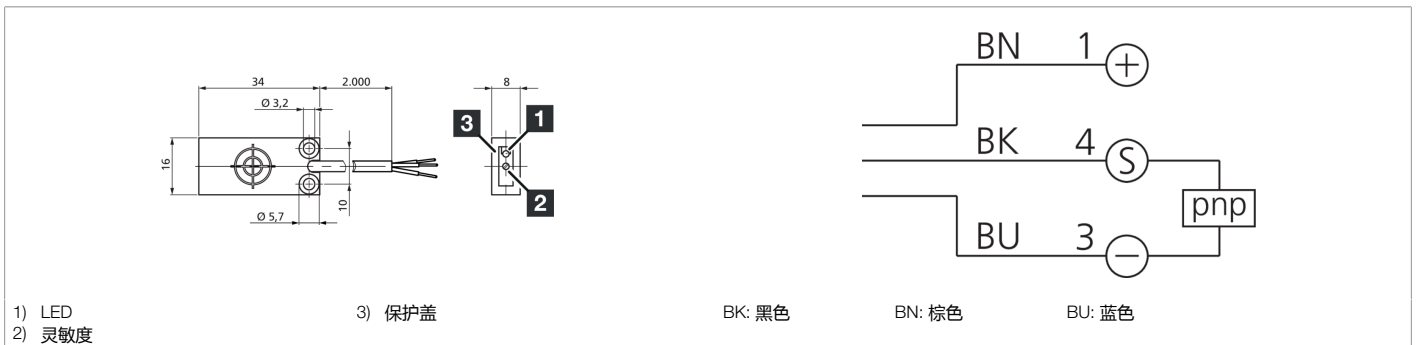 34
2.000
8
Ø 3,2
16
10
Ø 5,7
3
1
2
BN 1
BK 4
S
pnp
BU 3
1) LED
3) 保护盖
BK: 黑色
BN: 棕色
BU: 蓝色
2) 灵敏度